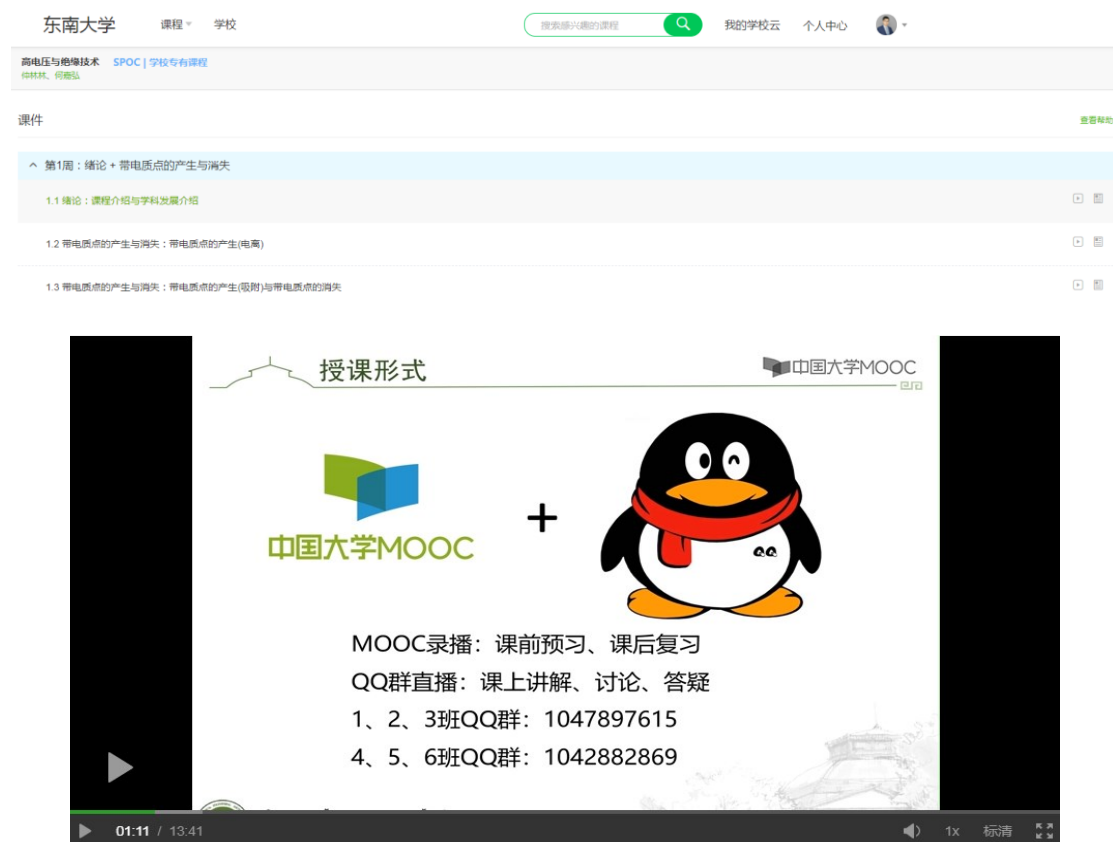 东南大学 课程 学校 搜索感兴趣的课程 我的学校云 个人中心
高电压与绝缘技术 SPOC | 学校专有课程
仲林林、何嘉弘
课件 查看帮助
第1周：绪论 + 带电质点的产生与消失
1.1 绪论：课程介绍与学科发展介绍
1.2 带电质点的产生与消失：带电质点的产生(电离)
1.3 带电质点的产生与消失：带电质点的产生(吸附)与带电质点的消失
授课形式 中国大学MOOC
中国大学MOOC
+
MOOC录播：课前预习、课后复习
QQ群直播：课上讲解、讨论、答疑
1、2、3班QQ群：1047897615
4、5、6班QQ群：1042882869
01:11 / 13:41 1x 标清